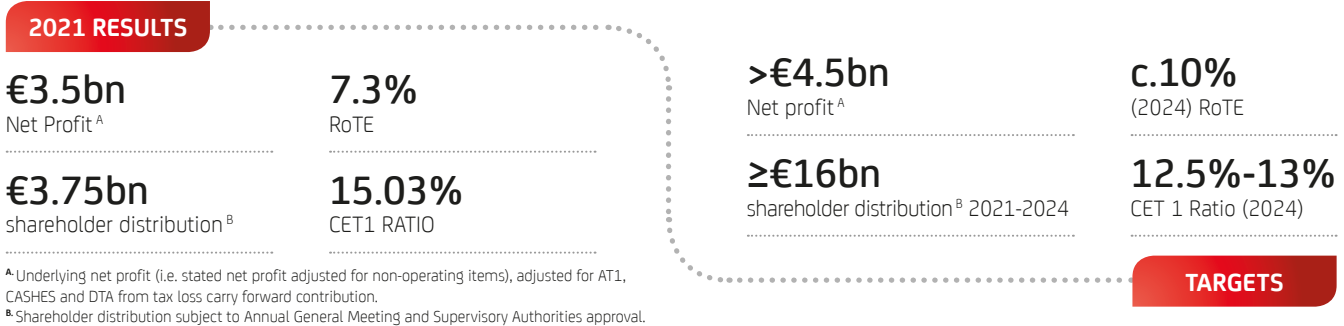 2021 RESULTS
€3.5bn
Net Profit A
7.3%
RoTE
€3.75bn
shareholder distribution B
15.03%
CET1 RATIO
A. Underlying net profit (i.e. stated net profit adjusted for non-operating items), adjusted for AT1,
CASHES and DTA from tax loss carry forward contribution.
B. Shareholder distribution subject to Annual General Meeting and Supervisory Authorities approval.
>€4.5bn
Net profit A
c.10%
(2024) RoTE
≥€16bn
shareholder distribution B 2021-2024
12.5%-13%
CET 1 Ratio (2024)
TARGETS